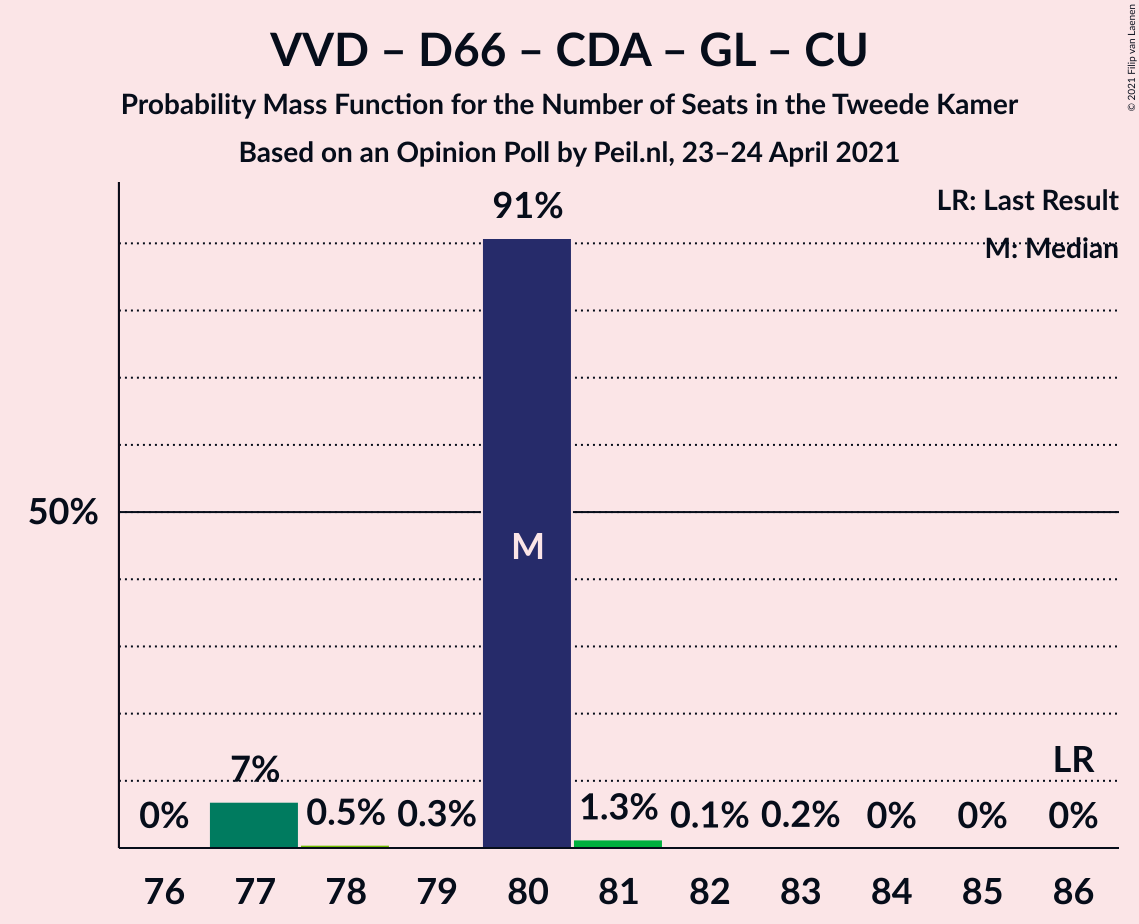 VVD – D66 – CDA – GL – CU
Probability Mass Function for the Number of Seats in the Tweede Kamer
Based on an Opinion Poll by Peil.nl, 23–24 April 2021
© 2021 Filip van Laenen
LR: Last Result
M: Median
91%
50%
M
7%
LR
0%
0.5%
0.3%
1.3%
0.1%
0.2%
0%
0%
0%
76 77 78 79 80 81 82 83 84 85 86